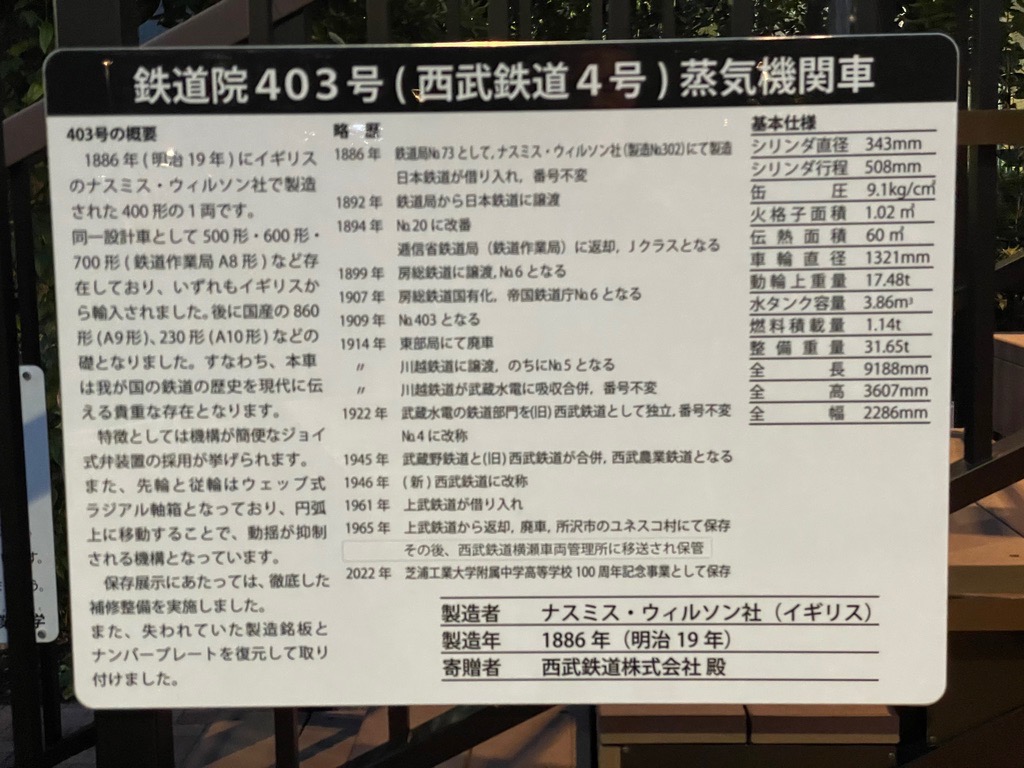 鉄道院403号(西武鉄道4号)蒸気機関車
403号の概要
1886年(明治19年)にイギリス
のナスミス・ウィルソン社で製造
された400形の1両です。
同一設計車として500形・600形・
700形(鉄道作業局A8形)など存
在しており、いずれもイギリスか
ら輸入されました。後に国産の860
形(A9形)、230形(A10形)などの
礎となりました。すなわち、本車
は我が国の鉄道の歴史を現代に伝
える貴重な存在となります。
特徴としては機構が簡便なジョイ
式弁装置の採用が挙げられます。
また、先輪と従輪はウェッブ式
ラジアル軸箱となっており、円弧
上に移動することで、動揺が抑制
される機構となっています。
保存展示にあたっては、徹底した
補修整備を実施しました。
また、失われていた製造銘板と
ナンバープレートを復元して取り
付けました。
略 歴
1886年 鉄道局№73として,ナスミス・ウィルソン社(製造№302)にて製造
日本鉄道が借り入れ,番号不変
1892年 鉄道局から日本鉄道に譲渡
1894年 №20に改番
逓信省鉄道局(鉄道作業局)に返却,Jクラスとなる
1899年 房総鉄道に譲渡,№6となる
1907年 房総鉄道国有化,帝国鉄道庁№6となる
1909年 №403となる
1914年 東部局にて廃車
〃 川越鉄道に譲渡,のちに№5となる
〃 川越鉄道が武蔵水電に吸収合併,番号不変
1922年 武蔵水電の鉄道部門を(旧)西武鉄道として独立,番号不変
№4に改称
1945年 武蔵野鉄道と(旧)西武鉄道が合併,西武農業鉄道となる
1946年 (新)西武鉄道に改称
1961年 上武鉄道が借り入れ
1965年 上武鉄道から返却,廃車,所沢市のユネスコ村にて保存
その後、西武鉄道横瀬車両管理所に移送され保管
2022年 芝浦工業大学附属中学高等学校100周年記念事業として保存
基本仕様
シリンダ直径 343mm
シリンダ行程 508mm
缶圧 9.1kg/c㎡
火格子面積 1.02㎡
伝熱面積 60㎡
車輪直径 1321mm
動輪上重量 17.48t
水タンク容量 3.86m³
燃料積載量 1.14t
整備重量 31.65t
全長 9188mm
全高 3607mm
全幅 2286mm
製造者 ナスミス・ウィルソン社(イギリス)
製造年 1886年(明治19年)
寄贈者 西武鉄道株式会社 殿